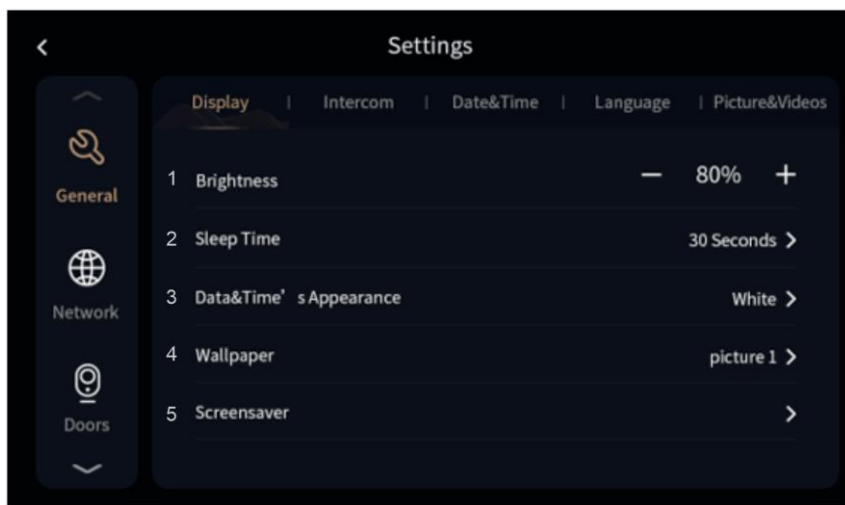 Settings
Display | Intercom | Date&Time | Language | Picture&Videos
General
Network
Doors
1 Brightness — 80% +
2 Sleep Time 30 Seconds >
3 Data&Time’ s Appearance White >
4 Wallpaper picture 1 >
5 Screensaver >